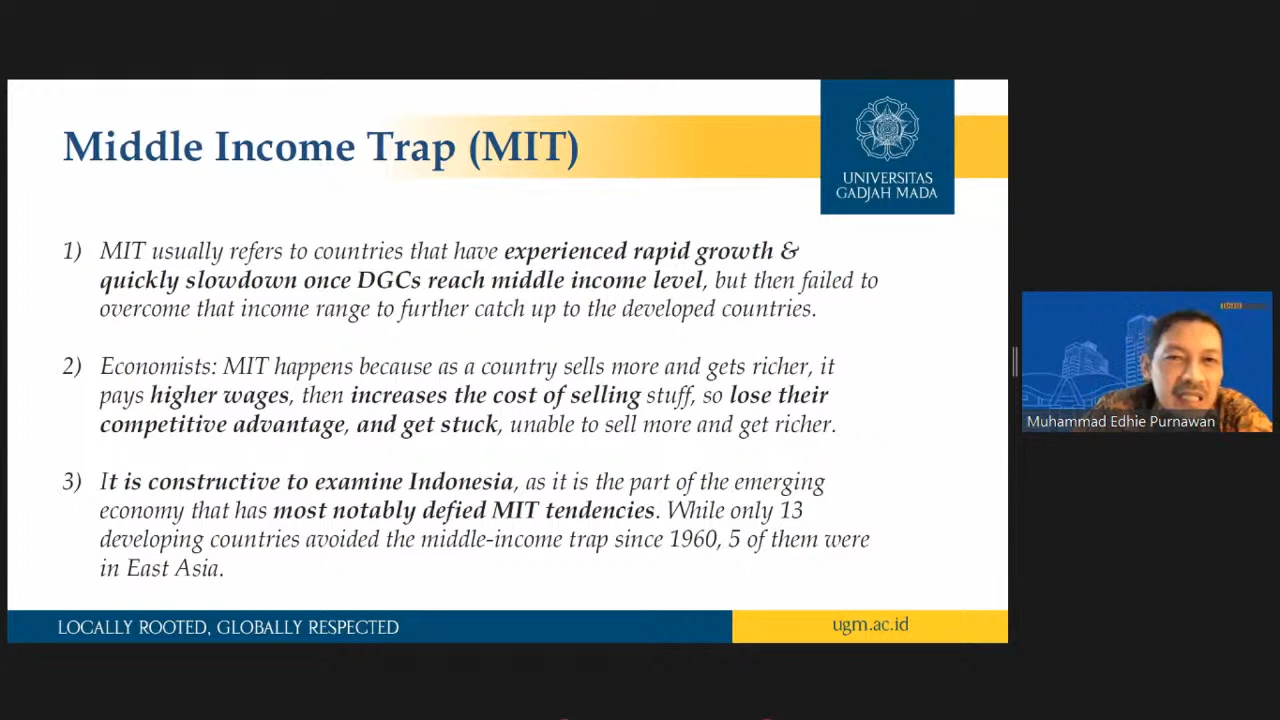 Middle Income Trap (MIT)
UNIVERSITAS
GADJAH MADA
1) MIT usually refers to countries that have experienced rapid growth &
quickly slowdown once DGCs reach middle income level, but then failed to
overcome that income range to further catch up to the developed countries.
2) Economists: MIT happens because as a country sells more and gets richer, it
pays higher wages, then increases the cost of selling stuff, so lose their
competitive advantage, and get stuck, unable to sell more and get richer.
3) It is constructive to examine Indonesia, as it is the part of the emerging
economy that has most notably defied MIT tendencies. While only 13
developing countries avoided the middle-income trap since 1960, 5 of them were
in East Asia.
LOCALLY ROOTED, GLOBALLY RESPECTED
ugm.ac.id
Muhammad Edhie Purnawan